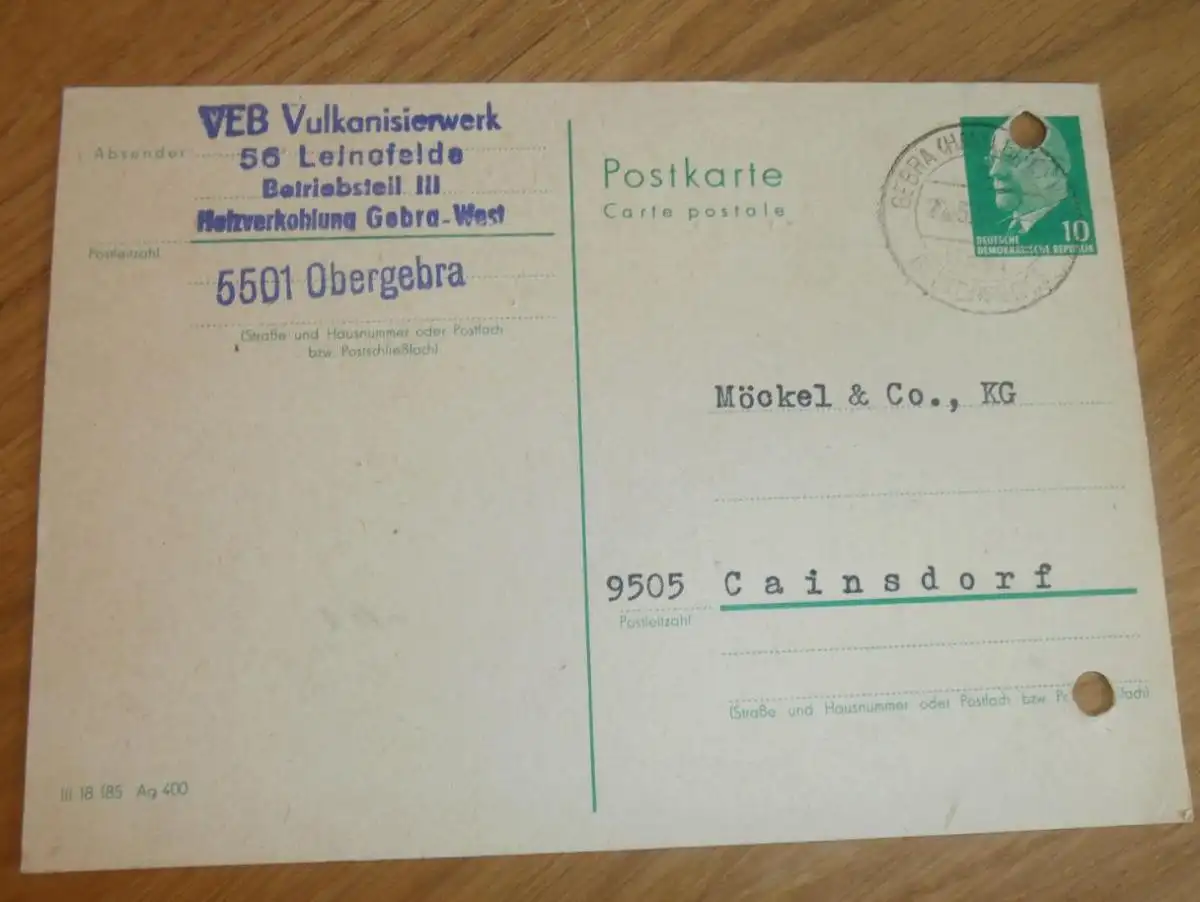 VEB Vulkanisierwerk
Absender
56 Leinefelde
Betriebsteil III
Holzverkohlung Gebra-West
Postleitzahl
5501 Obergebra
(Straße und Hausnummer oder Postfach
bzw. Postschließfach)
III 18 185 Ag 400
Postkarte
Carte postale
GEBRA
10
DEUTSCHE
DEMOKRATISCHE REPUBLIK
Möckel & Co., KG
9505 Cainsdorf
Postleitzahl
(Straße und Hausnummer oder Postfach bzw. fach)